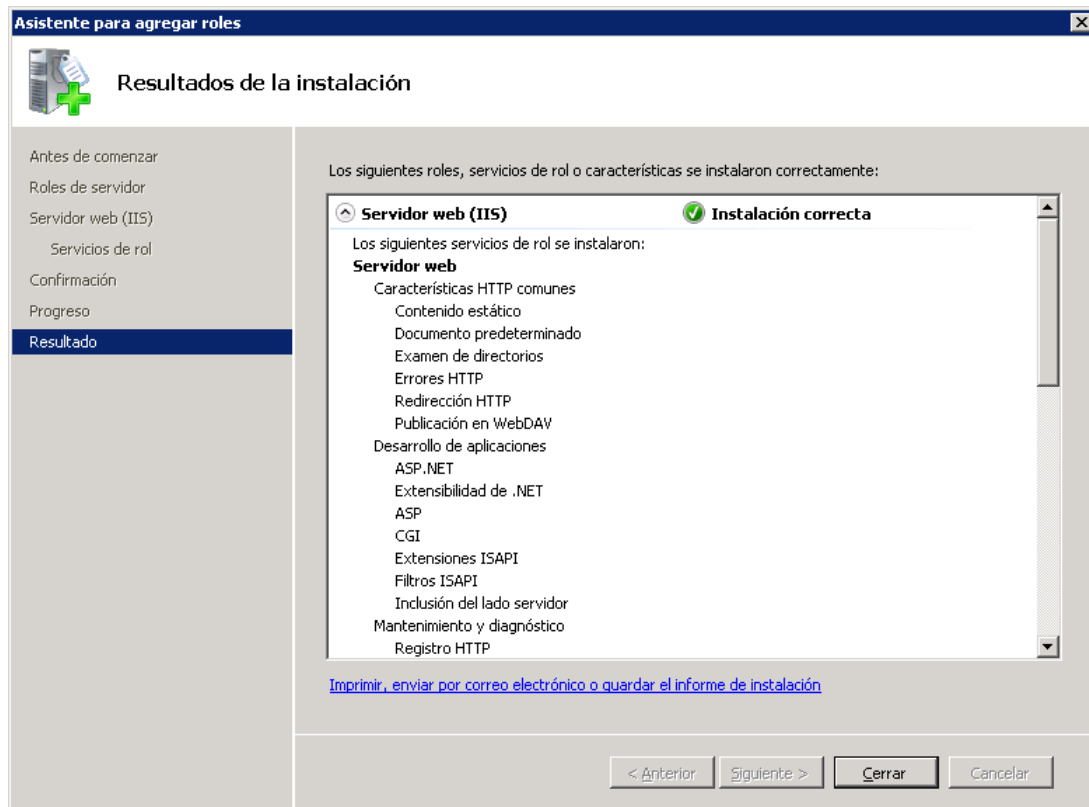 Asistente para agregar roles
Resultados de la instalación
Antes de comenzar
Roles de servidor
Servidor web (IIS)
Servicios de rol
Confirmación
Progreso
Resultado
Los siguientes roles, servicios de rol o características se instalaron correctamente:
Servidor web (IIS) Instalación correcta
Los siguientes servicios de rol se instalaron:
Servidor web
Características HTTP comunes
Contenido estático
Documento predeterminado
Examen de directorios
Errores HTTP
Redirección HTTP
Publicación en WebDAV
Desarrollo de aplicaciones
ASP.NET
Extensibilidad de .NET
ASP
CGI
Extensiones ISAPI
Filtros ISAPI
Inclusión del lado servidor
Mantenimiento y diagnóstico
Registro HTTP
Imprimir, enviar por correo electrónico o guardar el informe de instalación
< Anterior Siguiente > Cerrar Cancelar